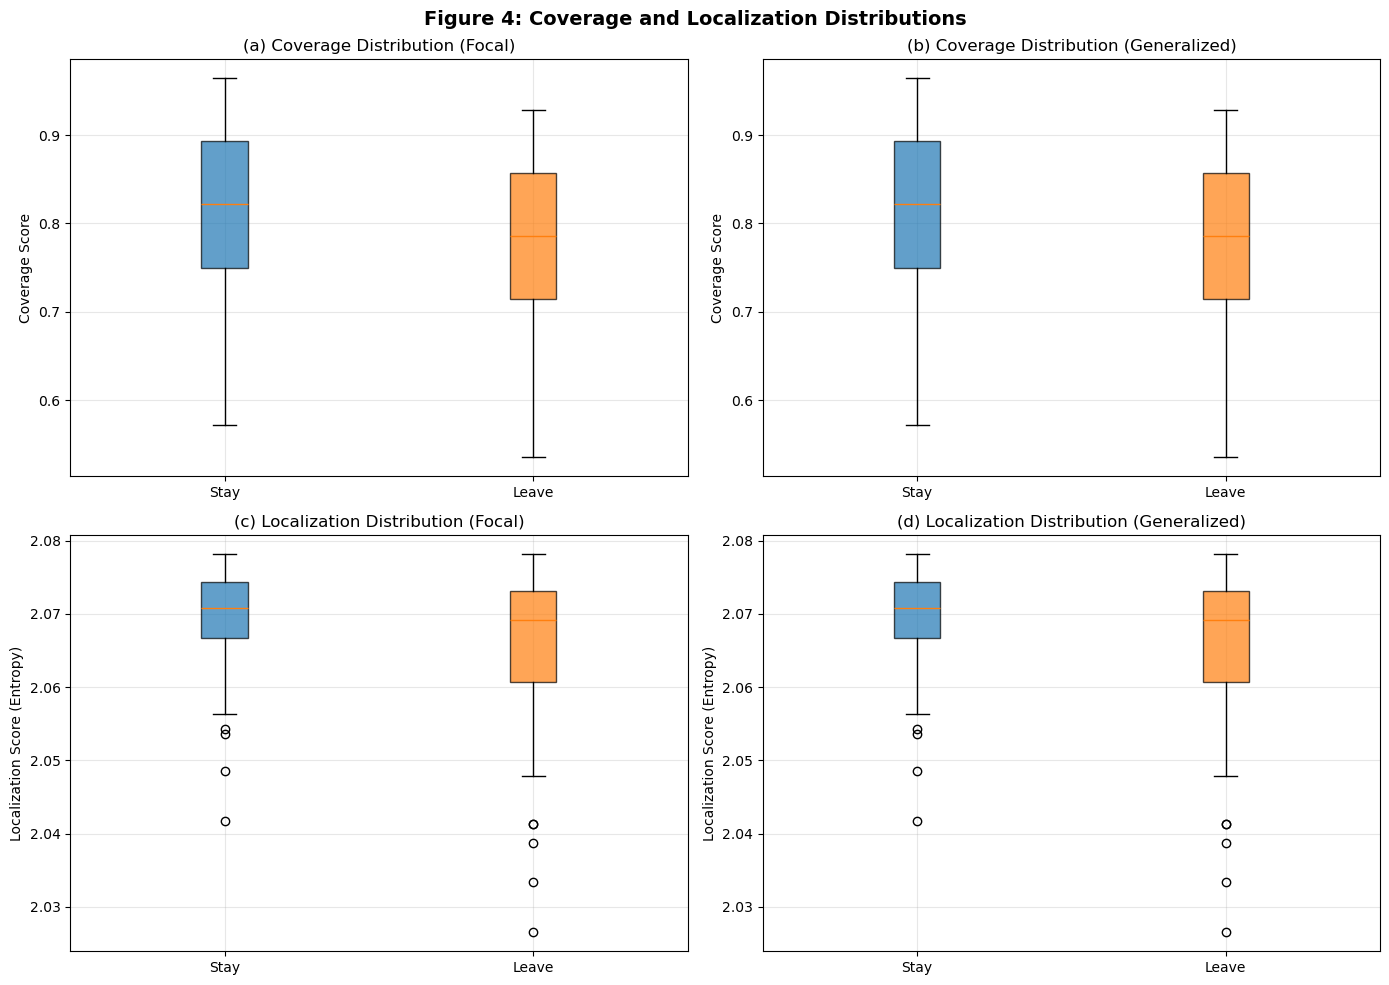 Figure 4: Coverage and Localization Distributions
(a) Coverage Distribution (Focal)
Coverage Score
0.9
0.8
0.7
0.6
Stay
Leave
(b) Coverage Distribution (Generalized)
Coverage Score
0.9
0.8
0.7
0.6
Stay
Leave
(c) Localization Distribution (Focal)
Localization Score (Entropy)
2.08
2.07
2.06
2.05
2.04
2.03
Stay
Leave
(d) Localization Distribution (Generalized)
Localization Score (Entropy)
2.08
2.07
2.06
2.05
2.04
2.03
Stay
Leave